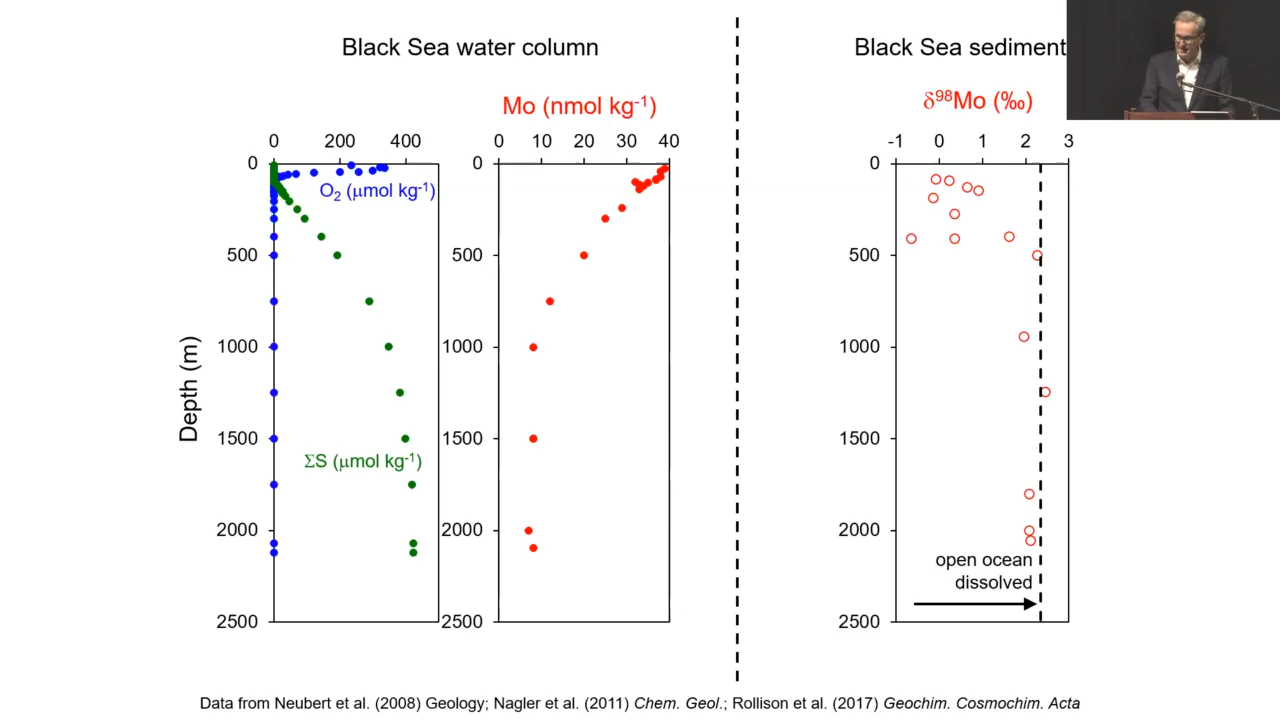 Black Sea water column
Black Sea sediment
Mo (nmol kg-1)
δ98Mo (‰)
0 200 400
0 10 20 30 40
-1 0 1 2 3
0
500
1000
1500
2000
2500
Depth (m)
O2 (μmol kg-1)
ΣS (μmol kg-1)
0
500
1000
1500
2000
2500
0
500
1000
1500
2000
2500
open ocean
dissolved
Data from Neubert et al. (2008) Geology; Nagler et al. (2011) Chem. Geol.; Rollison et al. (2017) Geochim. Cosmochim. Acta